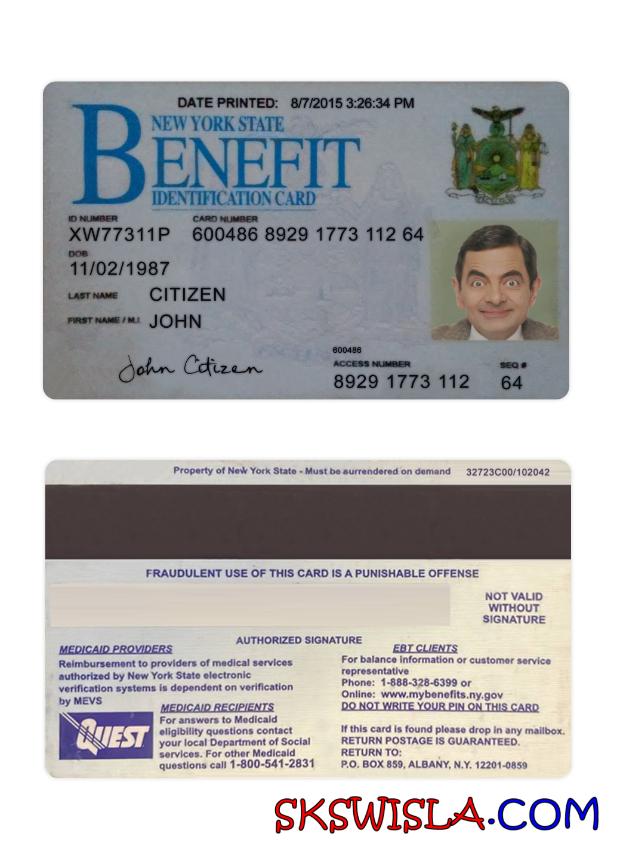 DATE PRINTED: 8/7/2015 3:26:34 PM
NEW YORK STATE
BENEFIT
IDENTIFICATION CARD
ID NUMBER CARD NUMBER
XW77311P 600486 8929 1773 112 64
DOB
11/02/1987
LAST NAME CITIZEN
FIRST NAME / M.I. JOHN
John Citizen
600486
ACCESS NUMBER SEQ #
8929 1773 112 64
Property of New York State - Must be surrendered on demand 32723C00/102042
FRAUDULENT USE OF THIS CARD IS A PUNISHABLE OFFENSE
NOT VALID
WITHOUT
SIGNATURE
AUTHORIZED SIGNATURE
MEDICAID PROVIDERS
Reimbursement to providers of medical services
authorized by New York State electronic
verification systems is dependent on verification
by MEVS
MEDICAID RECIPIENTS
QUEST
For answers to Medicaid
eligibility questions contact
your local Department of Social
services. For other Medicaid
questions call 1-800-541-2831
EBT CLIENTS
For balance information or customer service
representative
Phone: 1-888-328-6399 or
Online: www.mybenefits.ny.gov
DO NOT WRITE YOUR PIN ON THIS CARD
If this card is found please drop in any mailbox.
RETURN POSTAGE IS GUARANTEED.
RETURN TO:
P.O. BOX 859, ALBANY, N.Y. 12201-0859
SKSWISLA.COM